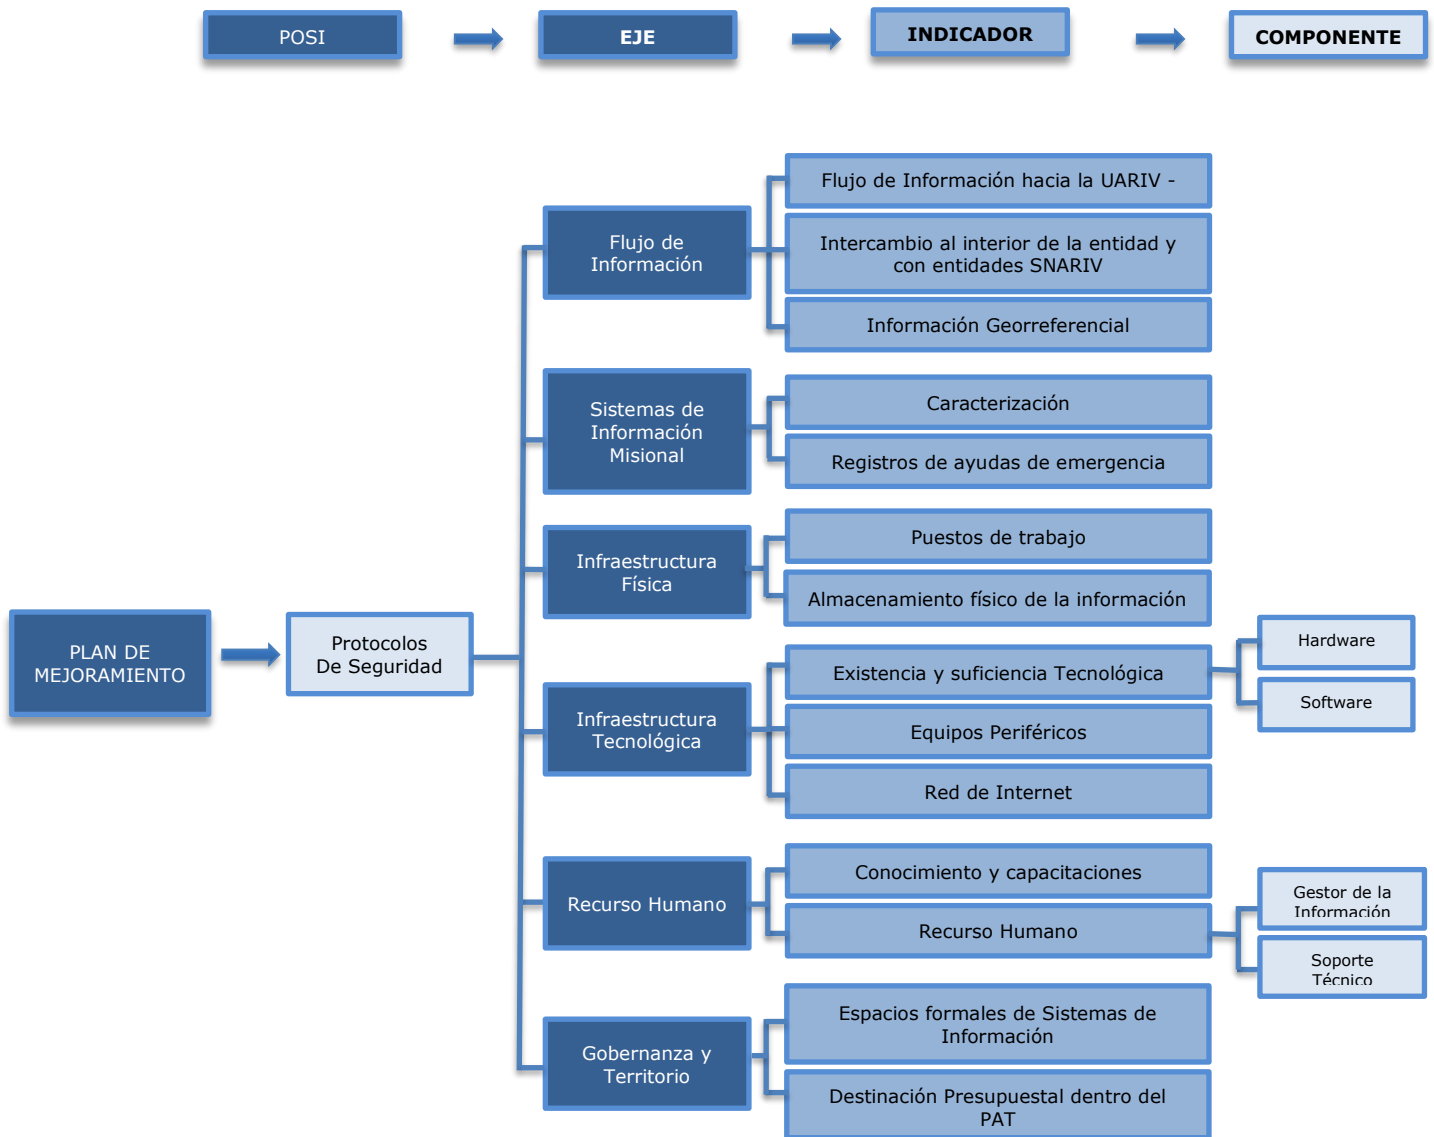 POSI
EJE
INDICADOR
COMPONENTE
PLAN DE
MEJORAMIENTO
Protocolos
De Seguridad
Flujo de
Información
Flujo de Información hacia la UARIV -
Intercambio al interior de la entidad y
con entidades SNARIV
Información Georreferencial
Sistemas de
Información
Misional
Caracterización
Registros de ayudas de emergencia
Infraestructura
Física
Puestos de trabajo
Almacenamiento físico de la información
Infraestructura
Tecnológica
Existencia y suficiencia Tecnológica
Hardware
Software
Equipos Periféricos
Red de Internet
Recurso Humano
Conocimiento y capacitaciones
Recurso Humano
Gestor de la
Información
Soporte
Técnico
Gobernanza y
Territorio
Espacios formales de Sistemas de
Información
Destinación Presupuestal dentro del
PAT